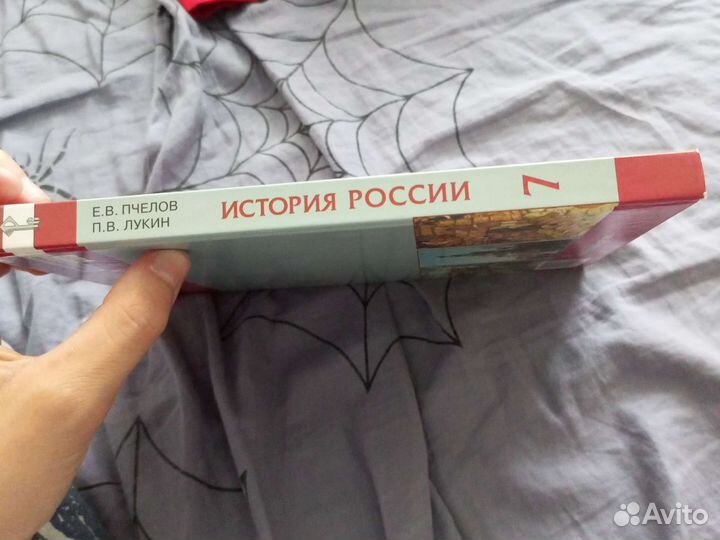 Е.В. ПЧЕЛОВ
П.В. ЛУКИН
ИСТОРИЯ РОССИИ
7
Avito